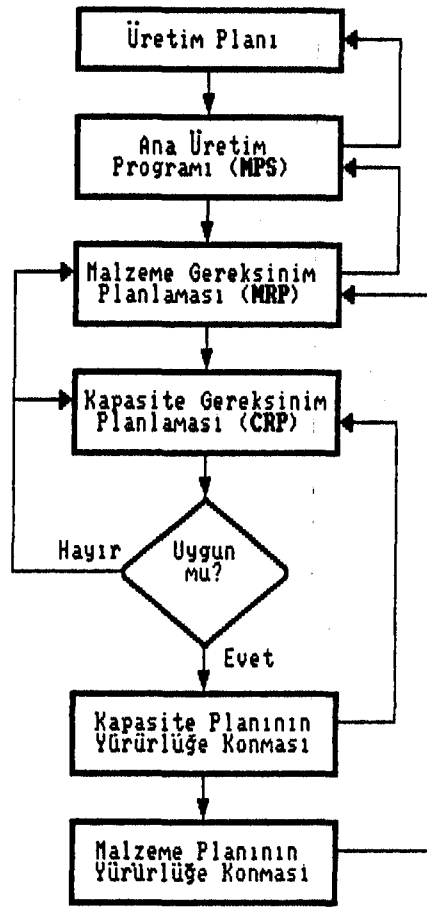 Üretim Planı
Ana Üretim
Programı (MPS)
Malzeme Gereksinim
Planlaması (MRP)
Kapasite Gereksinim
Planlaması (CRP)
Uygun
mu?
Hayır
Evet
Kapasite Planının
Yürürlüğe Konması
Malzeme Planının
Yürürlüğe Konması